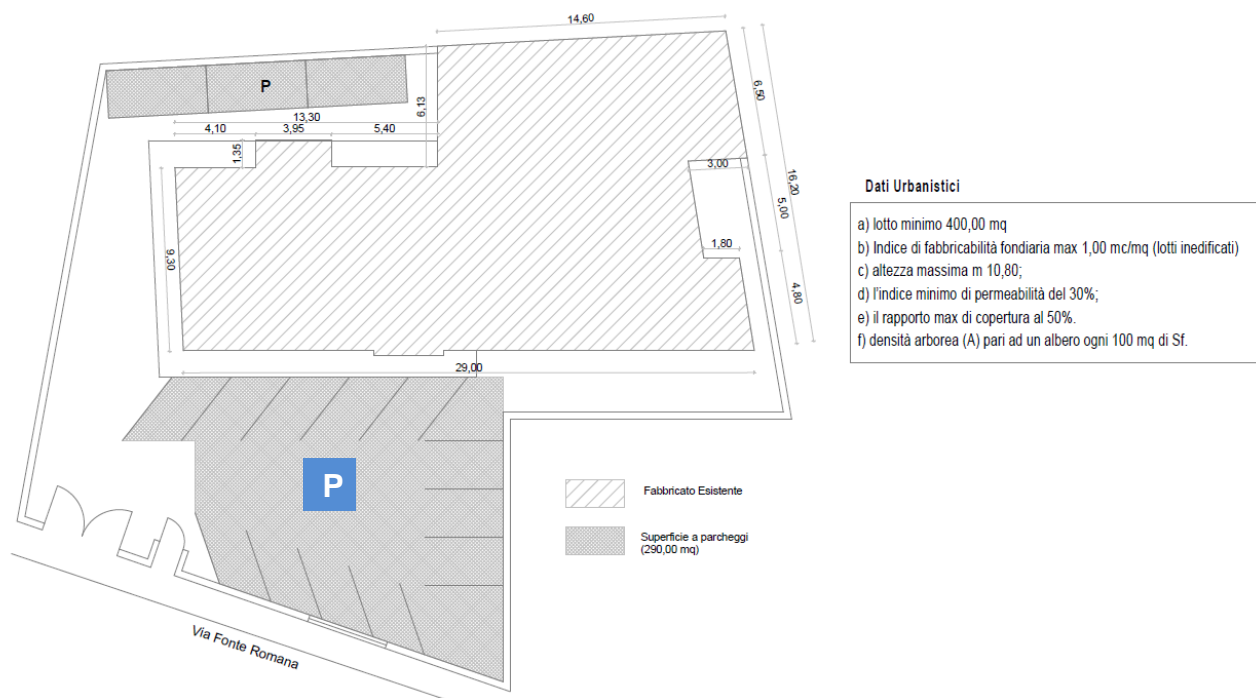 14,60
6,50
P
6,13
13,30
4,10
3,95
5,40
1,35
3,00
16,20
5,00
9,30
1,80
4,80
29,00
Dati Urbanistici
a) lotto minimo 400,00 mq
b) Indice di fabbricabilità fondiaria max 1,00 mc/mq (lotti inedificati)
c) altezza massima m 10,80;
d) l'indice minimo di permeabilità del 30%;
e) il rapporto max di copertura al 50%.
f) densità arborea (A) pari ad un albero ogni 100 mq di Sf.
P
Fabbricato Esistente
Superficie a parcheggi
(290,00 mq)
Via Fonte Romana